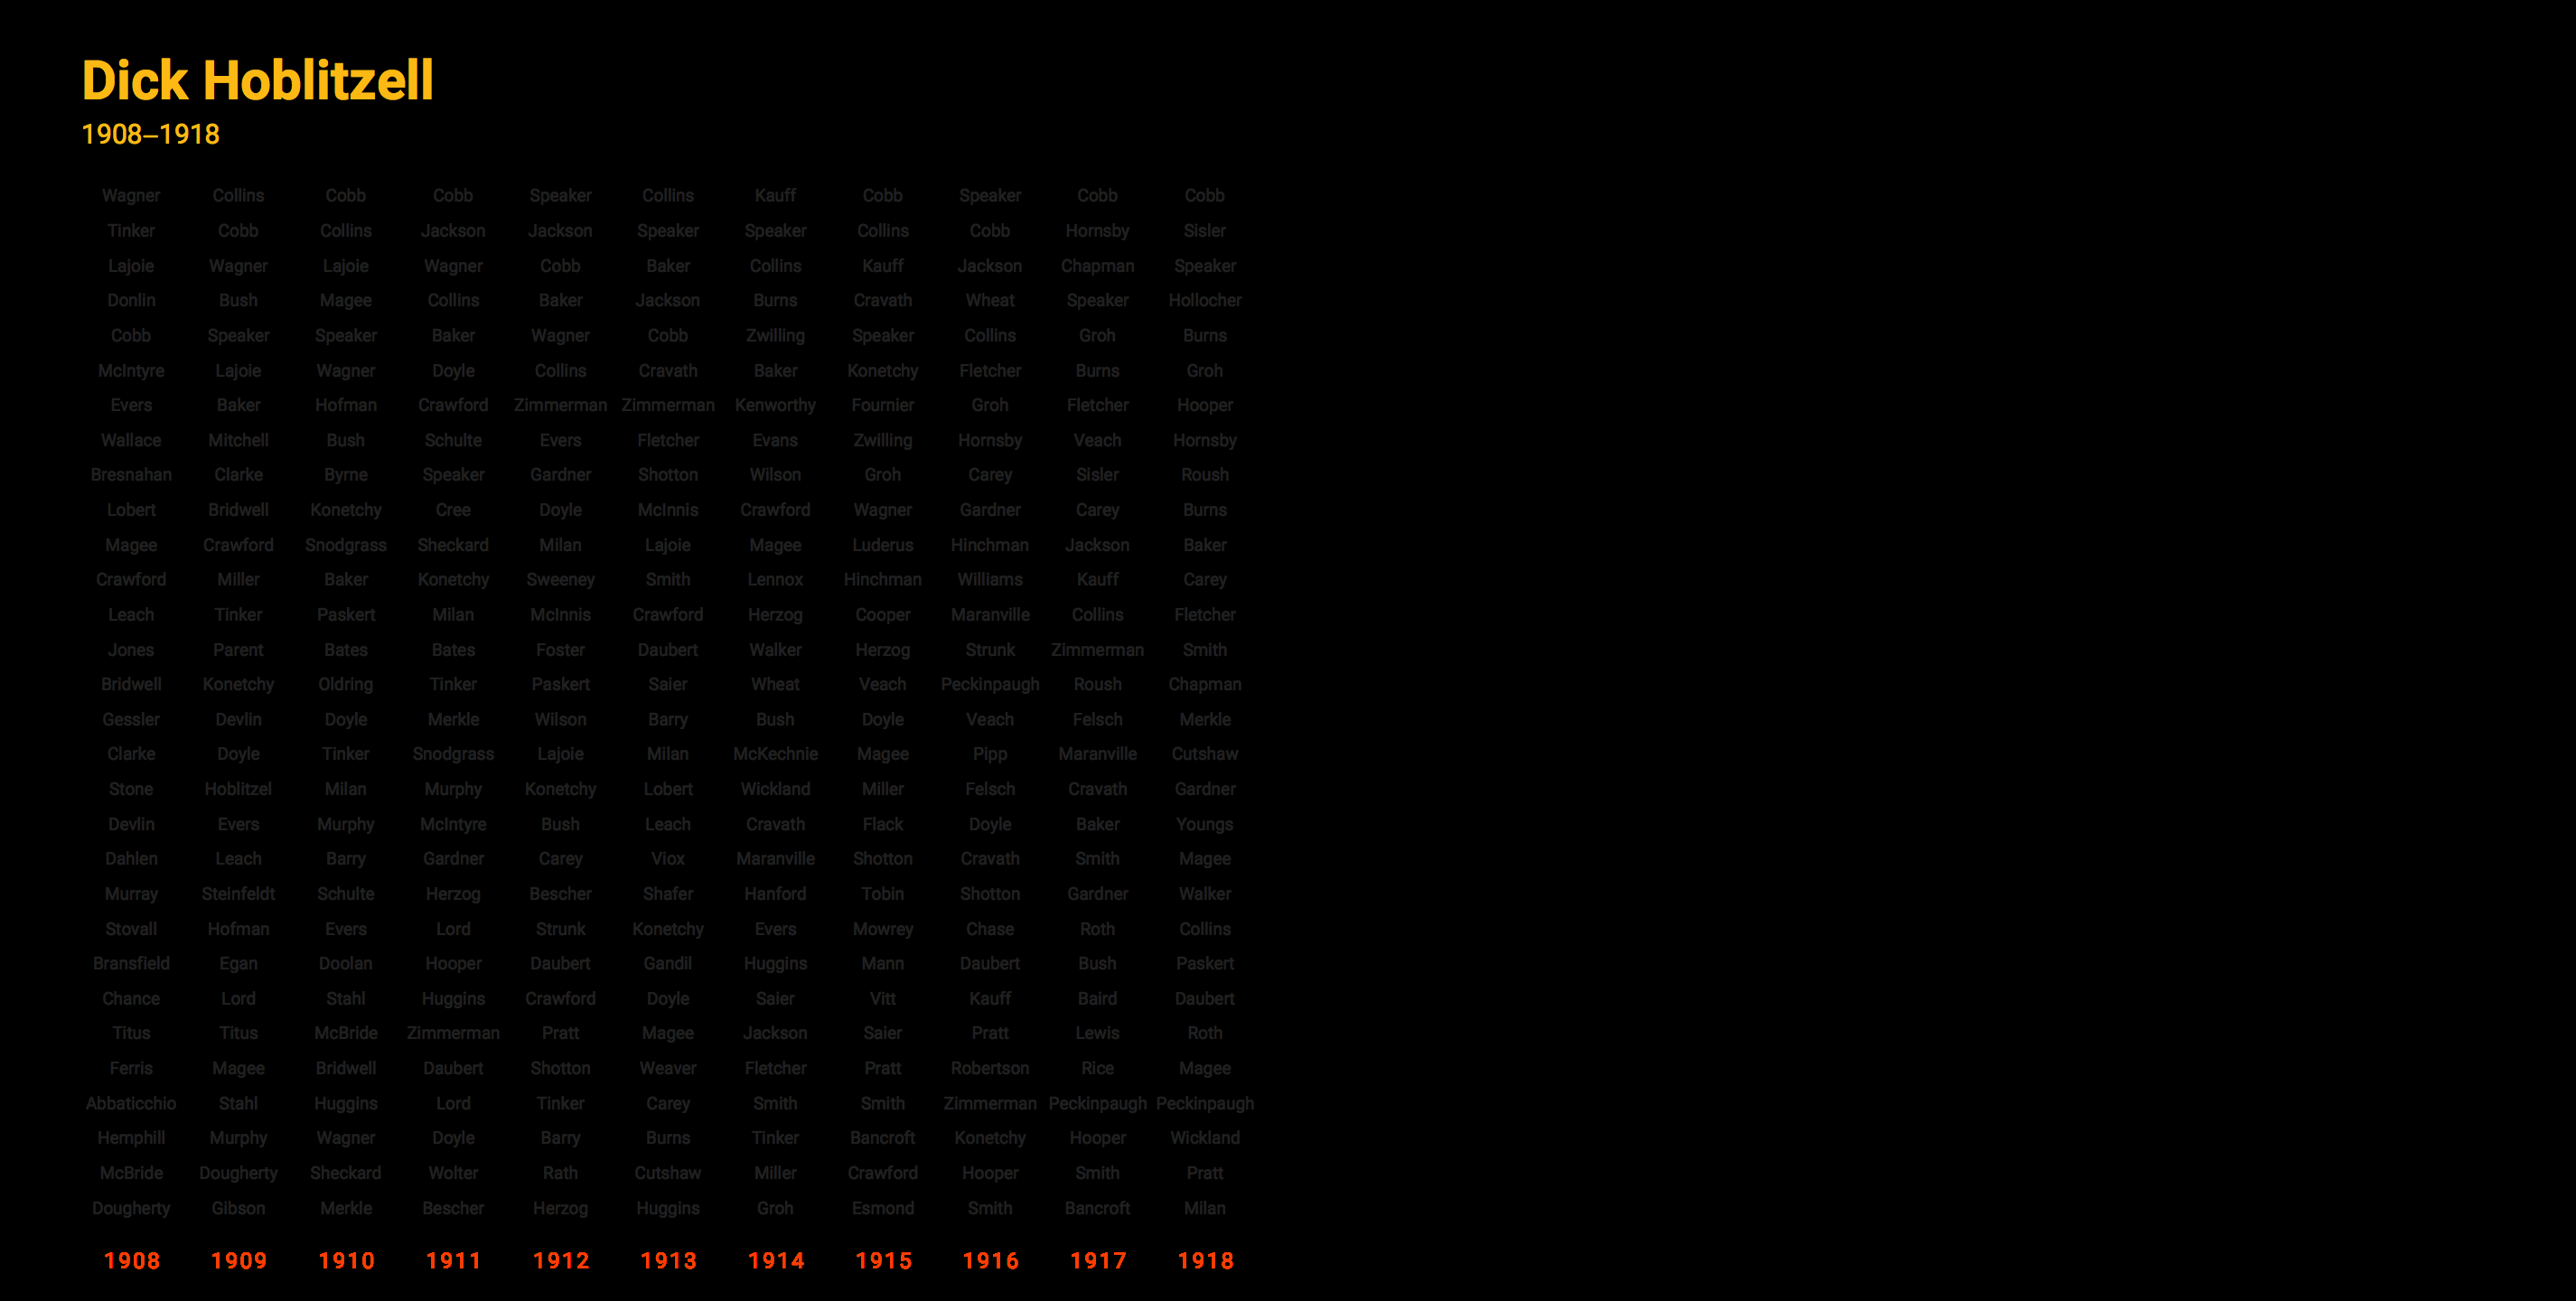 Dick Hoblitzell
1908–1918
Wagner Collins Cobb Cobb Speaker Collins Kauff Cobb Speaker Cobb Cobb
Tinker Cobb Collins Jackson Jackson Speaker Speaker Collins Cobb Hornsby Sisler
Lajoie Wagner Lajoie Wagner Cobb Baker Collins Kauff Jackson Chapman Speaker
Donlin Bush Magee Collins Baker Jackson Burns Cravath Wheat Speaker Hollocher
Cobb Speaker Speaker Baker Wagner Cobb Zwilling Speaker Collins Groh Burns
McIntyre Lajoie Wagner Doyle Collins Cravath Baker Konetchy Fletcher Burns Groh
Evers Baker Hofman Crawford Zimmerman Zimmerman Kenworthy Fournier Groh Fletcher Hooper
Wallace Mitchell Bush Schulte Evers Fletcher Evans Zwilling Hornsby Veach Hornsby
Bresnahan Clarke Byrne Speaker Gardner Shotton Wilson Groh Carey Sisler Roush
Lobert Bridwell Konetchy Cree Doyle McInnis Crawford Wagner Gardner Carey Burns
Magee Crawford Snodgrass Sheckard Milan Lajoie Magee Luderus Hinchman Jackson Baker
Crawford Miller Baker Konetchy Sweeney Smith Lennox Hinchman Williams Kauff Carey
Leach Tinker Paskert Milan McInnis Crawford Herzog Cooper Maranville Collins Fletcher
Jones Parent Bates Bates Foster Daubert Walker Herzog Strunk Zimmerman Smith
Bridwell Konetchy Oldring Tinker Paskert Saier Wheat Veach Peckinpaugh Roush Chapman
Gessler Devlin Doyle Merkle Wilson Barry Bush Doyle Veach Felsch Merkle
Clarke Doyle Tinker Snodgrass Lajoie Milan McKechnie Magee Pipp Maranville Cutshaw
Stone Hoblitzel Milan Murphy Konetchy Lobert Wickland Miller Felsch Cravath Gardner
Devlin Evers Murphy McIntyre Bush Leach Cravath Flack Doyle Baker Youngs
Dahlen Leach Barry Gardner Carey Viox Maranville Shotton Cravath Smith Magee
Murray Steinfeldt Schulte Herzog Bescher Shafer Hanford Tobin Shotton Gardner Walker
Stovall Hofman Evers Lord Strunk Konetchy Evers Mowrey Chase Roth Collins
Bransfield Egan Doolan Hooper Daubert Gandil Huggins Mann Daubert Bush Paskert
Chance Lord Stahl Huggins Crawford Doyle Saier Vitt Kauff Baird Daubert
Titus Titus McBride Zimmerman Pratt Magee Jackson Saier Pratt Lewis Roth
Ferris Magee Bridwell Daubert Shotton Weaver Fletcher Pratt Robertson Rice Magee
Abbaticchio Stahl Huggins Lord Tinker Carey Smith Smith Zimmerman Peckinpaugh Peckinpaugh
Hemphill Murphy Wagner Doyle Barry Burns Tinker Bancroft Konetchy Hooper Wickland
McBride Dougherty Sheckard Wolter Rath Cutshaw Miller Crawford Hooper Smith Pratt
Dougherty Gibson Merkle Bescher Herzog Huggins Groh Esmond Smith Bancroft Milan
1908 1909 1910 1911 1912 1913 1914 1915 1916 1917 1918